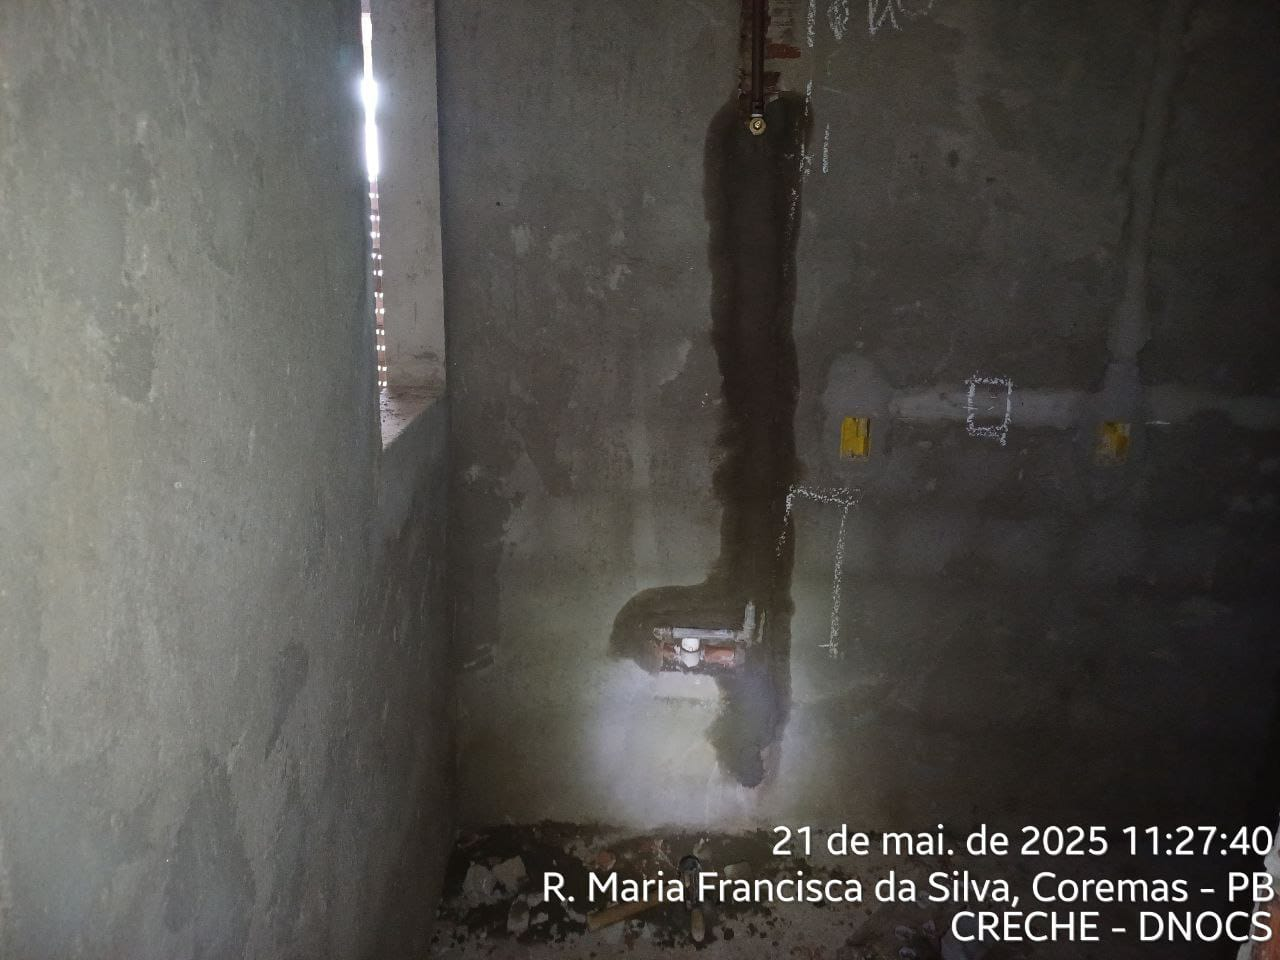 21 de mai. de 2025 11:27:40
R. Maria Francisca da Silva, Coremas - PB
CRECHE - DNOCS